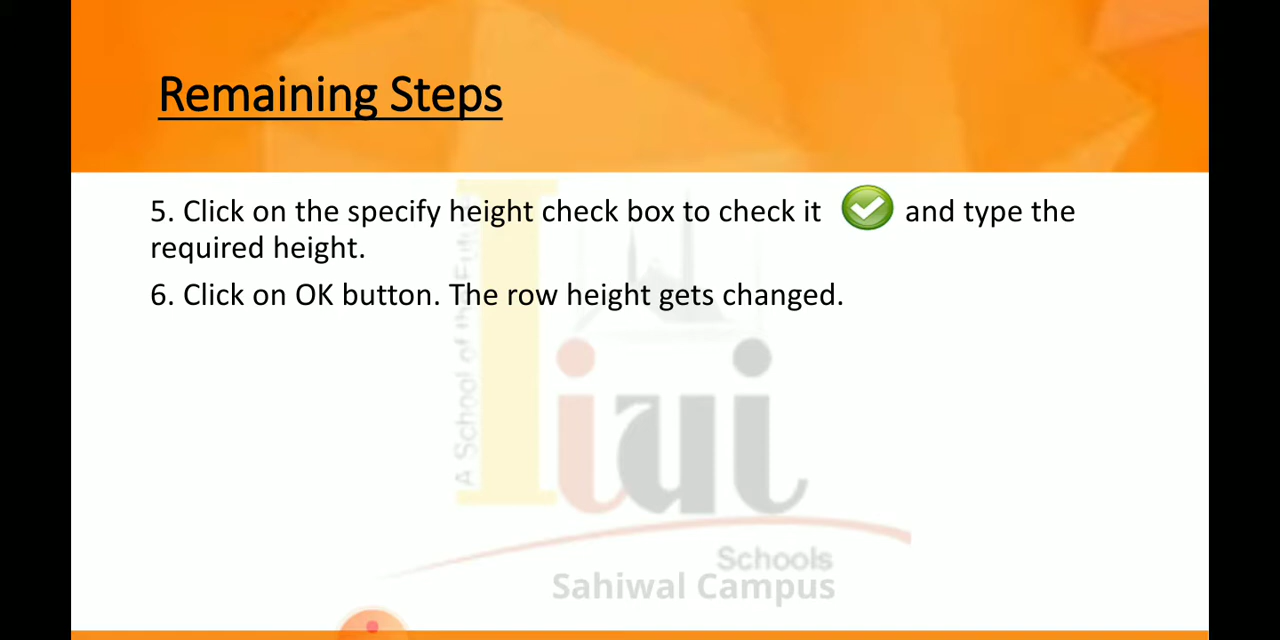 Remaining Steps
5. Click on the specify height check box to check it and type the
required height.
6. Click on OK button. The row height gets changed.
A School of the Future
Iiui
Schools
Sahiwal Campus